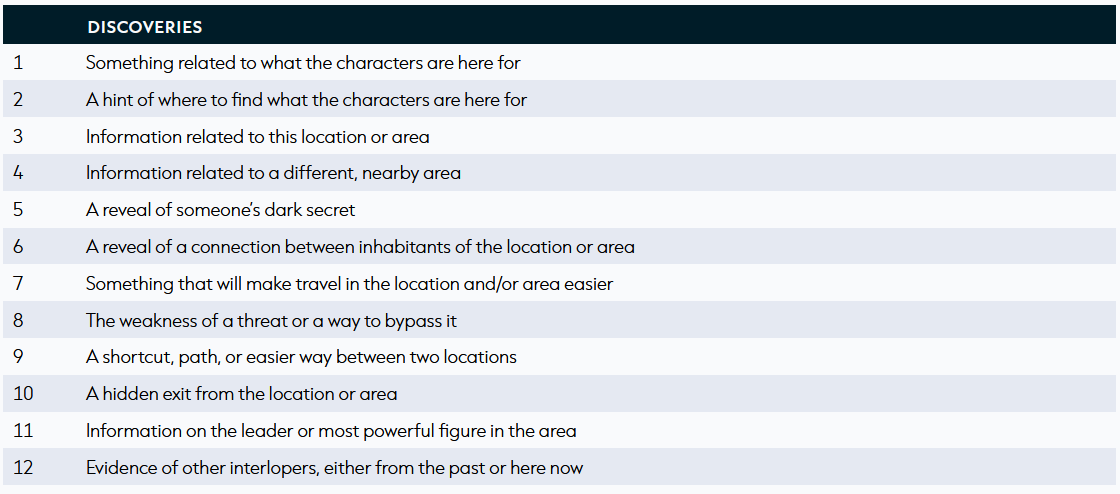 DISCOVERIES
1 Something related to what the characters are here for
2 A hint of where to find what the characters are here for
3 Information related to this location or area
4 Information related to a different, nearby area
5 A reveal of someone’s dark secret
6 A reveal of a connection between inhabitants of the location or area
7 Something that will make travel in the location and/or area easier
8 The weakness of a threat or a way to bypass it
9 A shortcut, path, or easier way between two locations
10 A hidden exit from the location or area
11 Information on the leader or most powerful figure in the area
12 Evidence of other interlopers, either from the past or here now